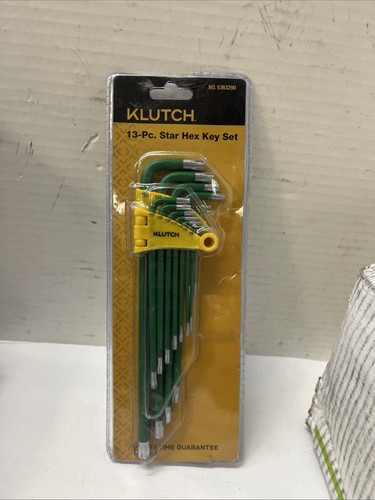 NO. 5363290
KLUTCH
13-Pc. Star Hex Key Set
KLUTCH
GUARANTEE